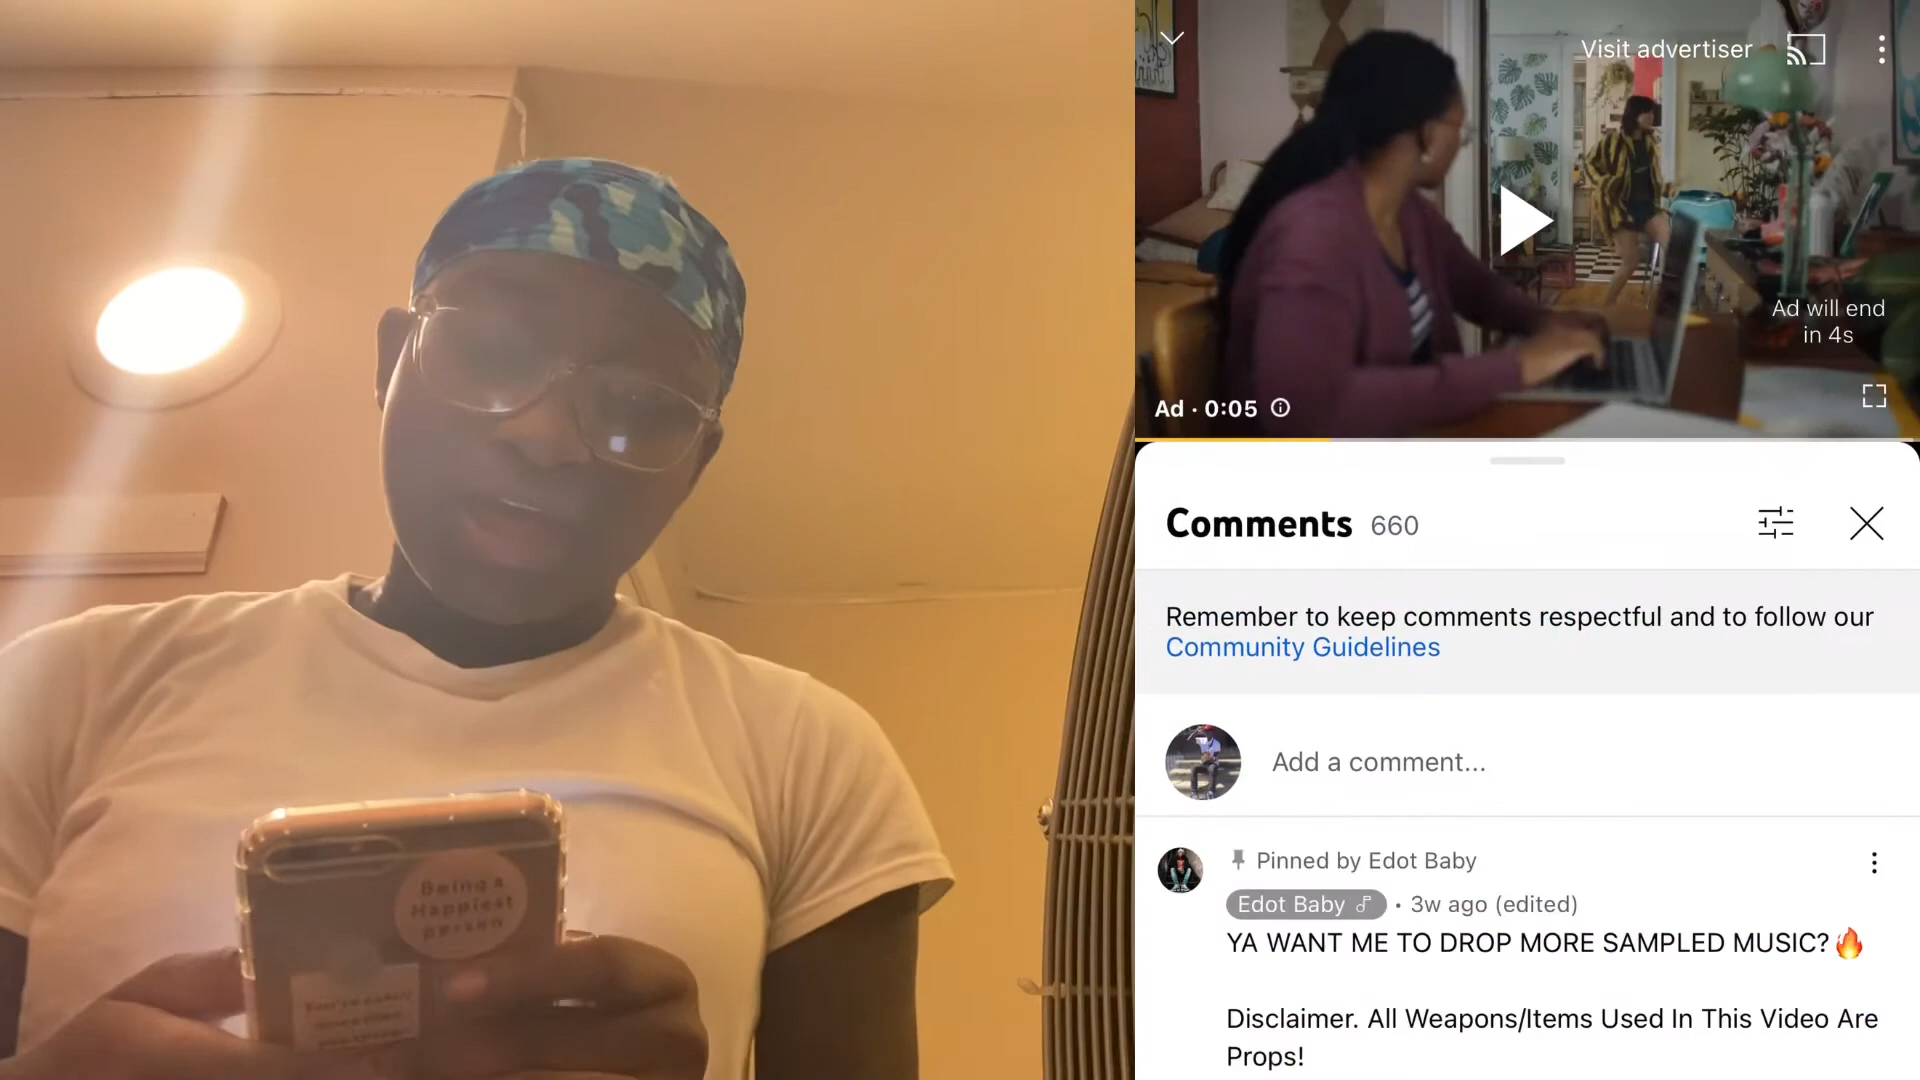 Visit advertiser
Ad will end
in 4s
Ad · 0:05
Comments 660
Remember to keep comments respectful and to follow our
Community Guidelines
Add a comment...
Pinned by Edot Baby
Edot Baby • 3w ago (edited)
YA WANT ME TO DROP MORE SAMPLED MUSIC?🔥
Disclaimer. All Weapons/Items Used In This Video Are
Props!
Being a
Happiest
person